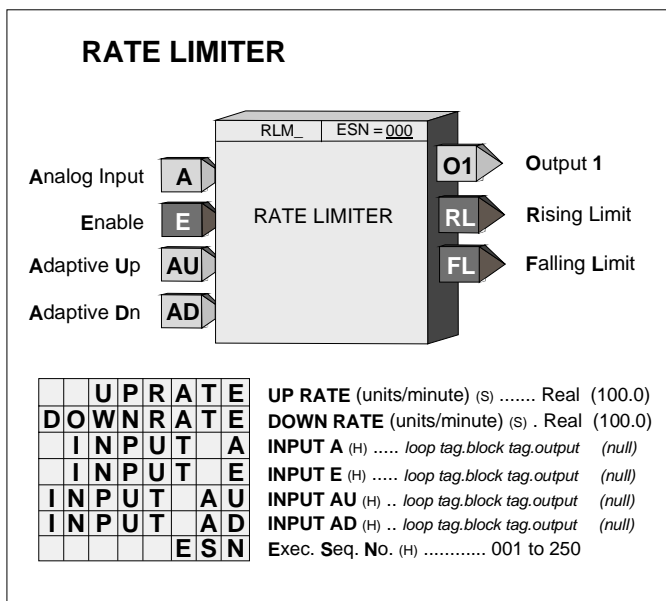 RATE LIMITER
RLM_ ESN = 000
Analog Input A
Enable E
Adaptive Up AU
Adaptive Dn AD
RATE LIMITER
O1 Output 1
RL Rising Limit
FL Falling Limit
UPRATE UP RATE (units/minute) (S) ....... Real (100.0)
DOWNRATE DOWN RATE (units/minute) (S) . Real (100.0)
INPUT A INPUT A (H) ..... loop tag.block tag.output (null)
INPUT E INPUT E (H) ..... loop tag.block tag.output (null)
INPUT AU INPUT AU (H) .. loop tag.block tag.output (null)
INPUT AD INPUT AD (H) .. loop tag.block tag.output (null)
ESN Exec. Seq. No. (H) ............ 001 to 250